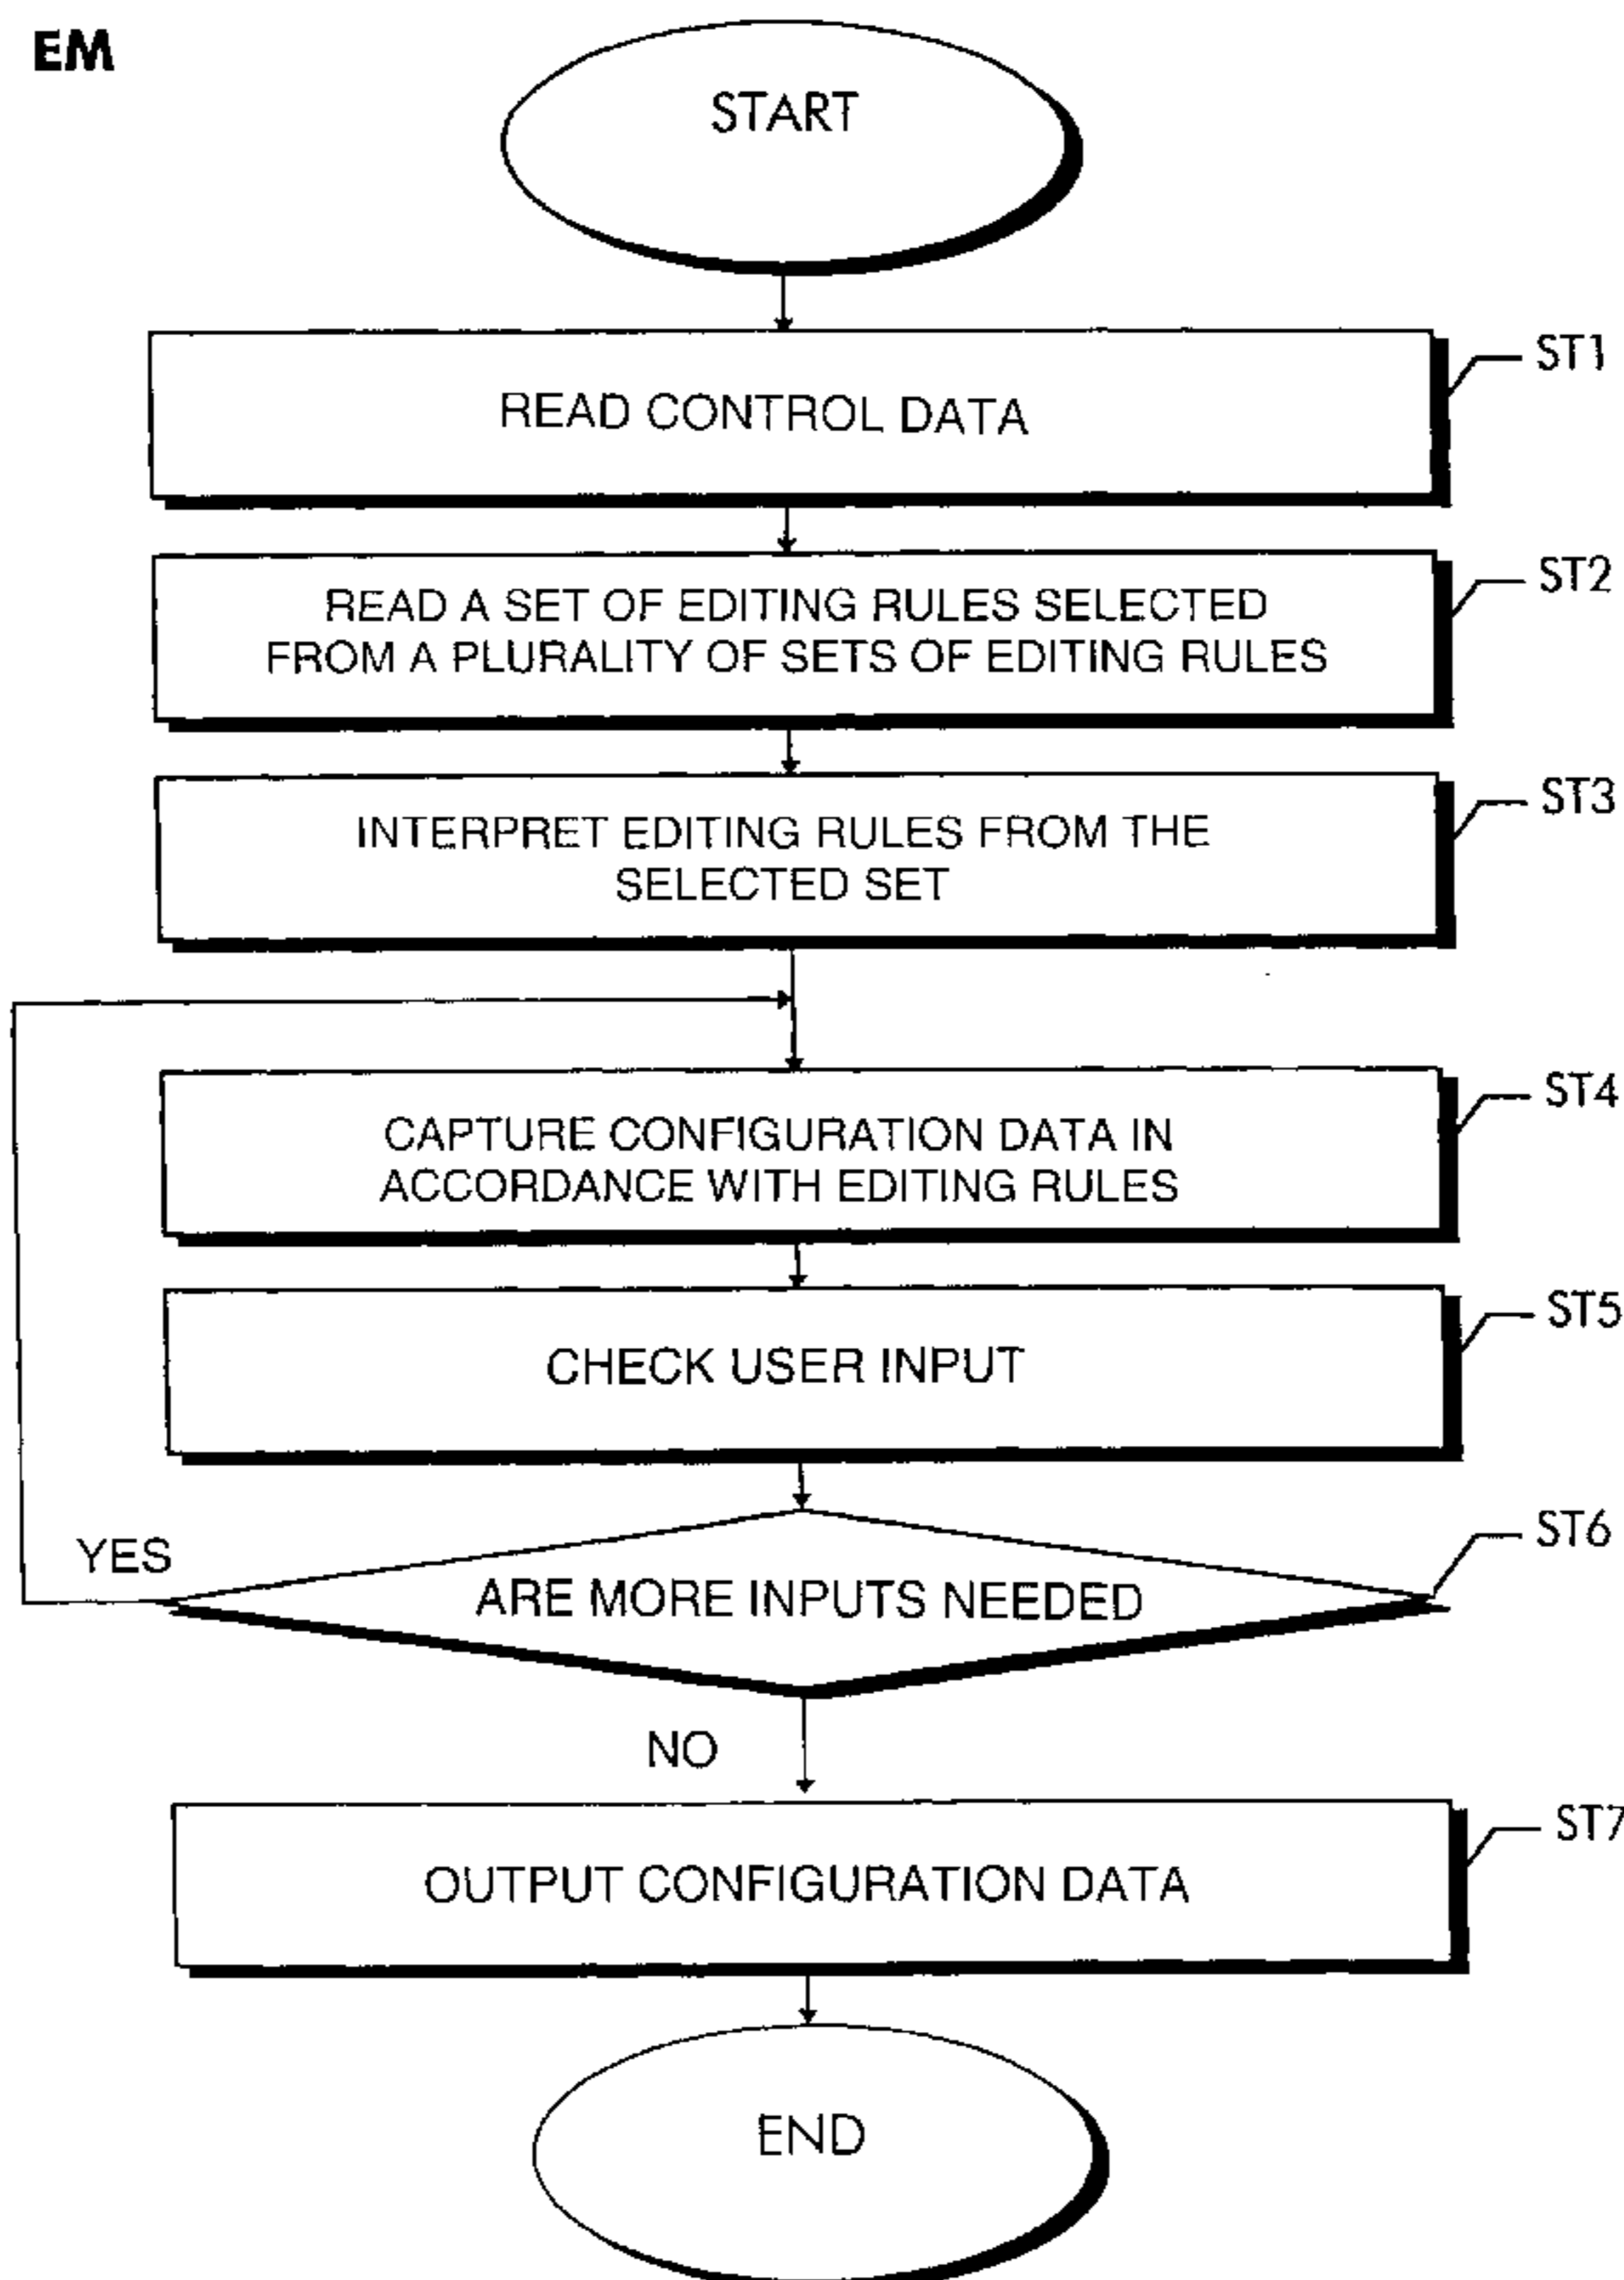 EM
START
READ CONTROL DATA
ST1
READ A SET OF EDITING RULES SELECTED
FROM A PLURALITY OF SETS OF EDITING RULES
ST2
INTERPRET EDITING RULES FROM THE
SELECTED SET
ST3
CAPTURE CONFIGURATION DATA IN
ACCORDANCE WITH EDITING RULES
ST4
CHECK USER INPUT
ST5
YES
ARE MORE INPUTS NEEDED
ST6
NO
OUTPUT CONFIGURATION DATA
ST7
END